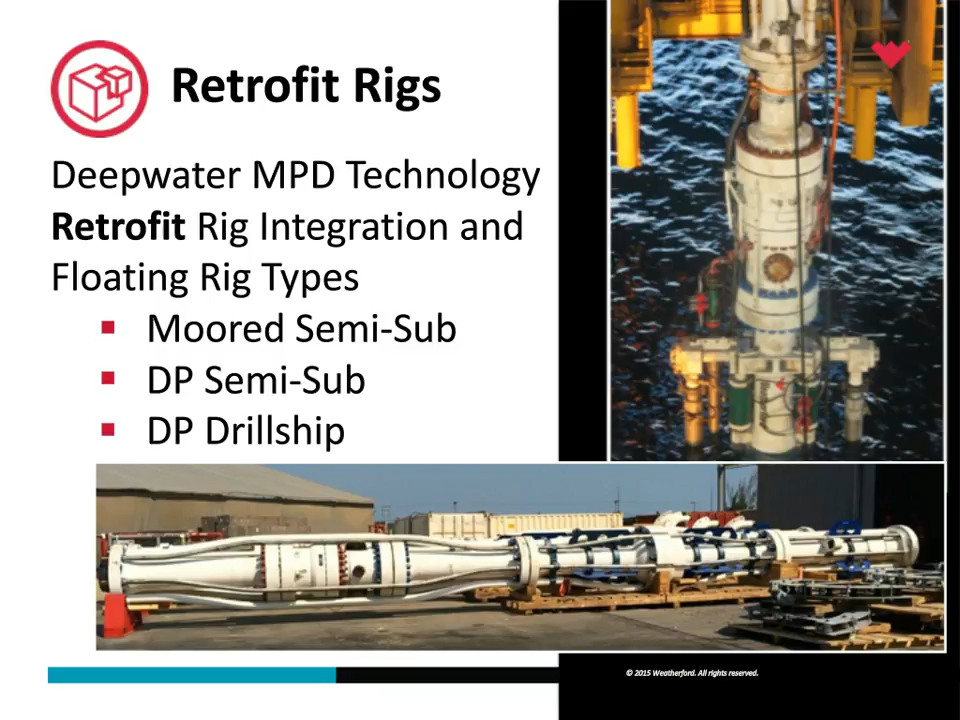 Retrofit Rigs
Deepwater MPD Technology
Retrofit Rig Integration and
Floating Rig Types
▪ Moored Semi-Sub
▪ DP Semi-Sub
▪ DP Drillship
© 2015 Weatherford. All rights reserved.